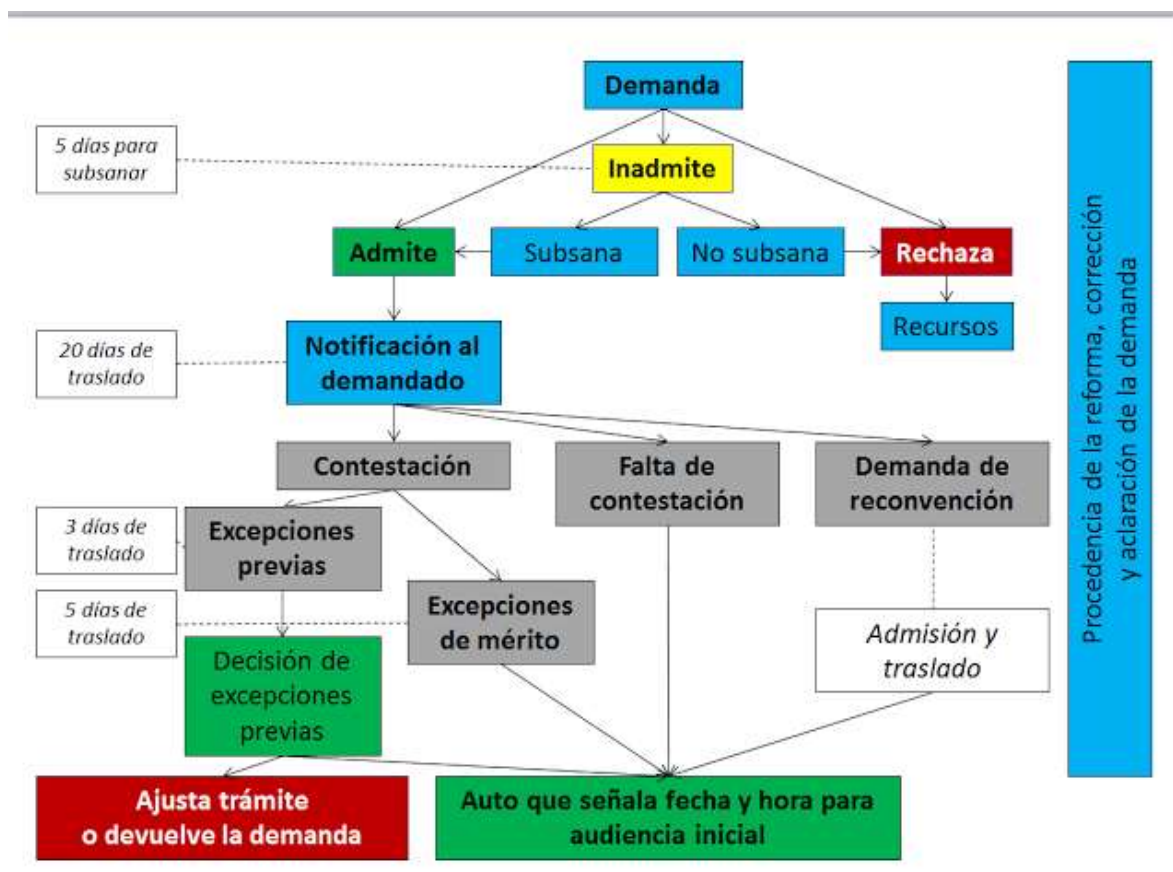 Demanda
5 días para
subsanar
Inadmite
Admite
Subsana
No subsana
Rechaza
Recursos
20 días de
traslado
Notificación al
demandado
Contestación
Falta de
contestación
Demanda de
reconvención
3 días de
traslado
Excepciones
previas
5 días de
traslado
Excepciones
de mérito
Admisión y
traslado
Decisión de
excepciones
previas
Ajusta trámite
o devuelve la demanda
Auto que señala fecha y hora para
audiencia inicial
Procedencia de la reforma, corrección
y aclaración de la demanda